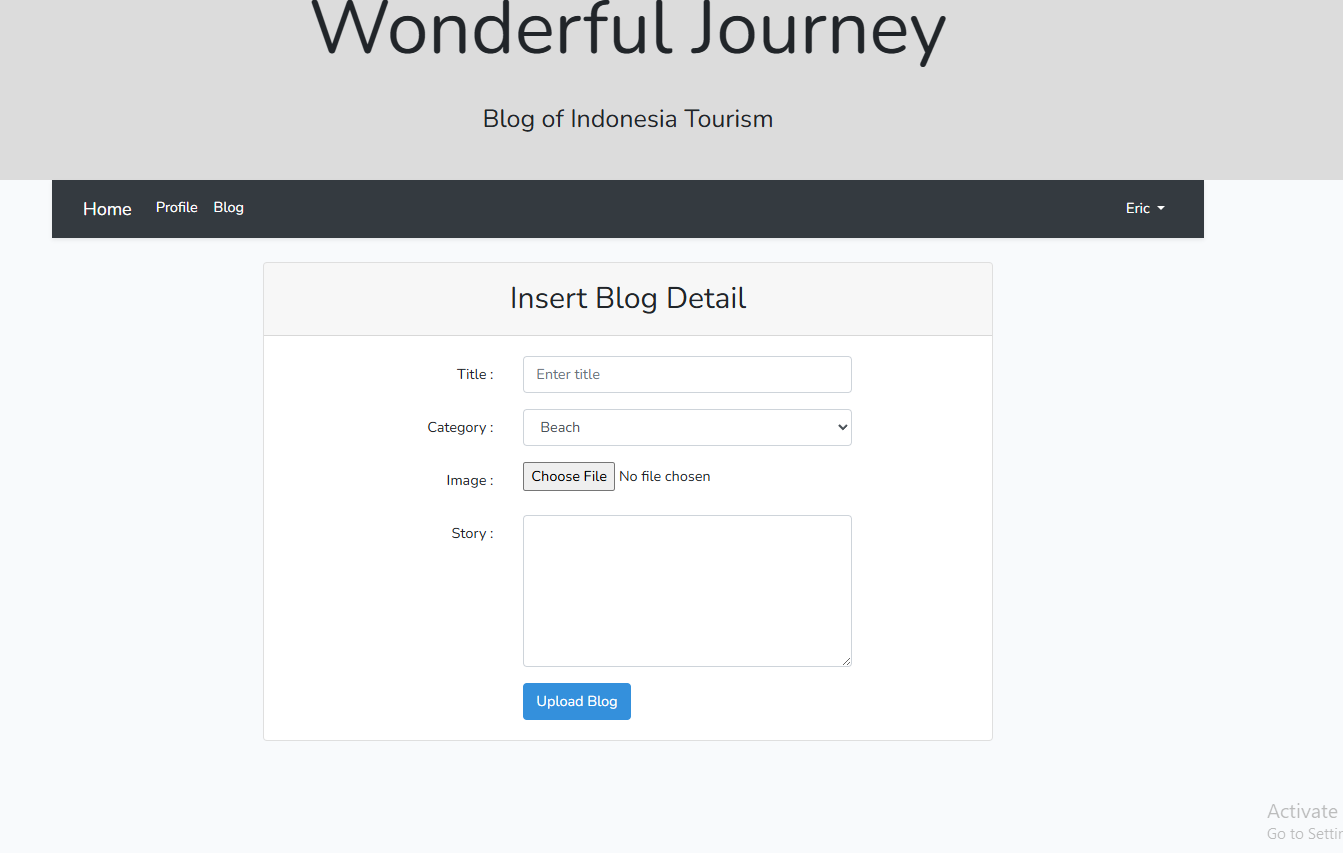 Wonderful Journey
Blog of Indonesia Tourism
Home Profile Blog Eric
Insert Blog Detail
Title : Enter title
Category : Beach
Image : Choose File No file chosen
Story :
Upload Blog
Activate
Go to Settin